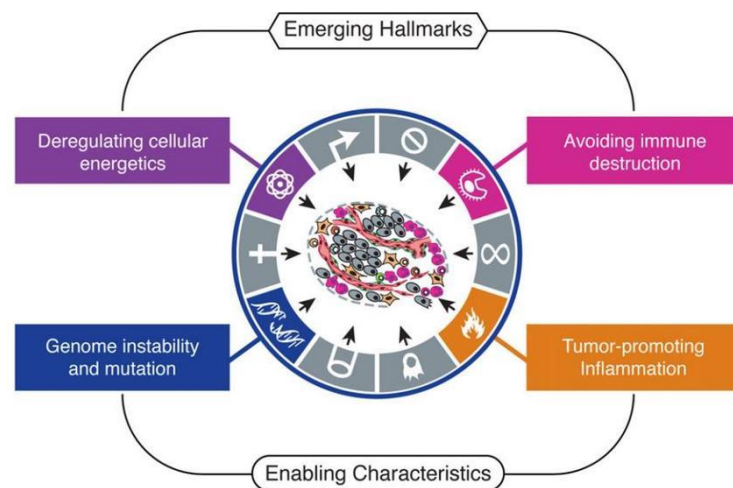 Emerging Hallmarks
Deregulating cellular
energetics
Avoiding immune
destruction
Genome instability
and mutation
Tumor-promoting
Inflammation
Enabling Characteristics